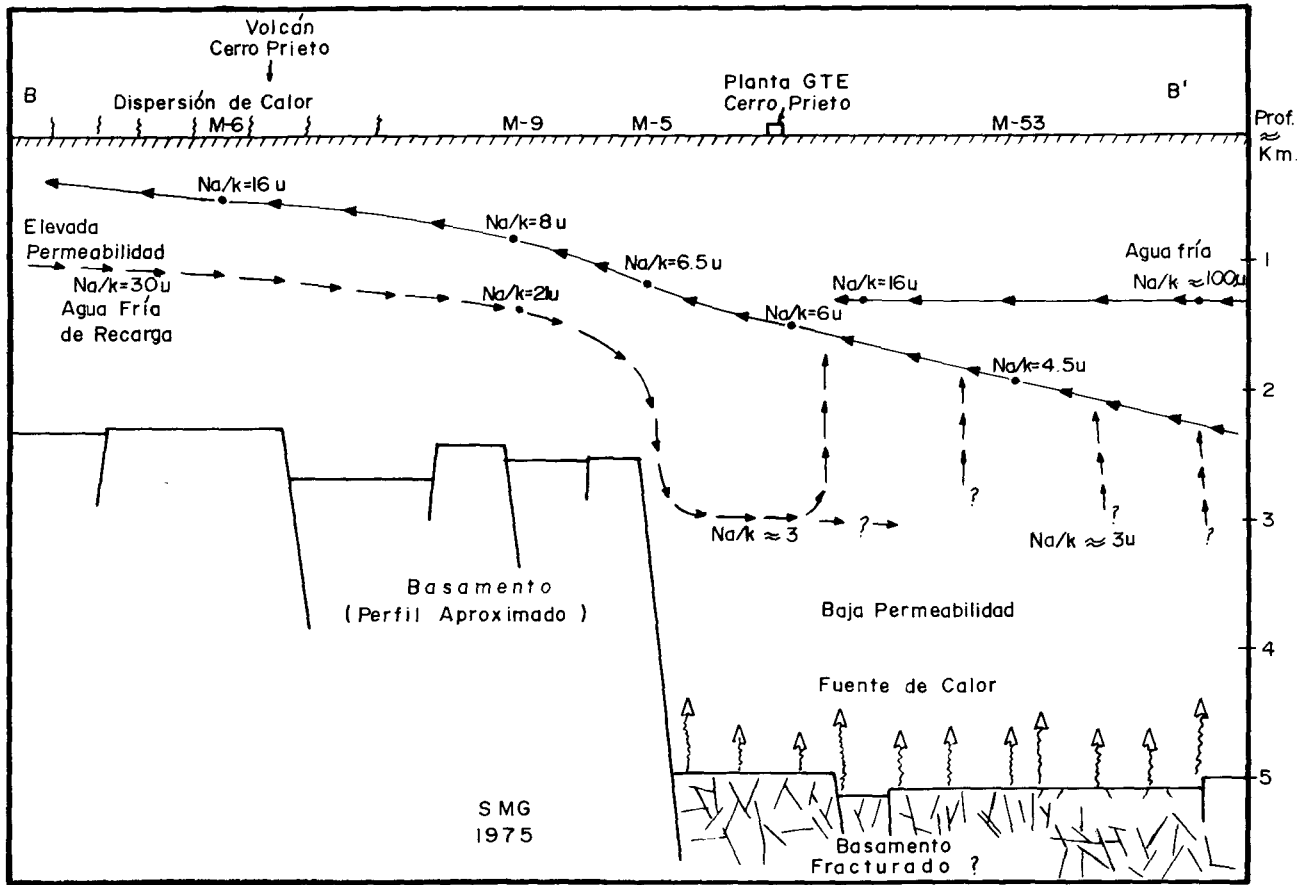 Volcán
Cerro Prieto
B
Dispersión de Calor
M-6
M-9
M-5
Planta GTE
Cerro Prieto
M-53
B'
Prof.
≈
Km.
Na/k=16u
Na/k=8u
Na/k=6.5u
Elevada
Permeabilidad
Na/k=30u
Agua Fría
de Recarga
Na/k=21u
Agua fría
Na/k≈100u
Na/k=16u
Na/k=6u
Na/k=4.5u
1
2
3
4
5
Na/k≈3
?
?
?
?
Na/k≈3u
Basamento
(Perfil Aproximado)
Baja Permeabilidad
Fuente de Calor
SMG
1975
Basamento
Fracturado ?